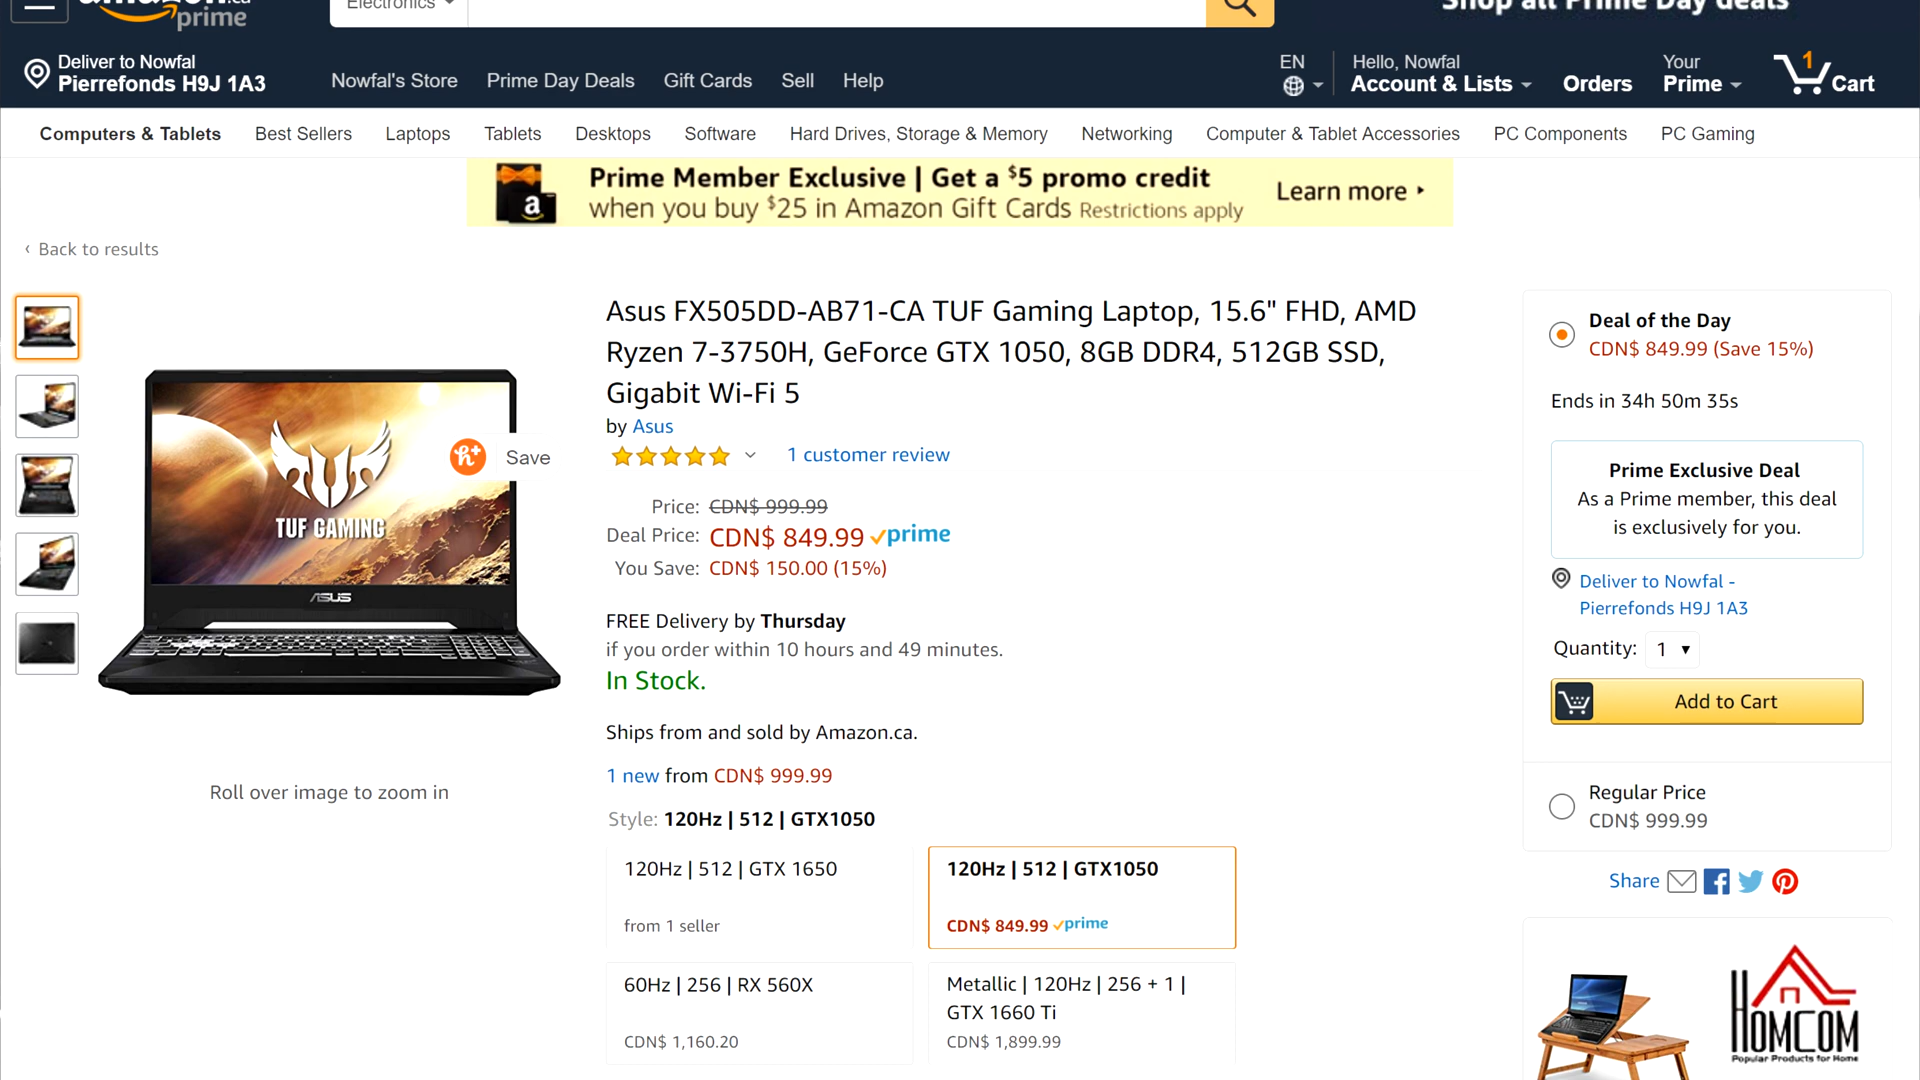 amazon.ca
prime
Electronics
Shop all Prime Day deals
Deliver to Nowfal
Pierrefonds H9J 1A3
Nowfal's Store Prime Day Deals Gift Cards Sell Help
EN
Hello, Nowfal
Account & Lists
Orders
Your
Prime
1
Cart
Computers & Tablets Best Sellers Laptops Tablets Desktops Software Hard Drives, Storage & Memory Networking Computer & Tablet Accessories PC Components PC Gaming
a
Prime Member Exclusive | Get a $5 promo credit
when you buy $25 in Amazon Gift Cards Restrictions apply
Learn more
‹ Back to results
TUF GAMING
ASUS
h+ Save
Roll over image to zoom in
Asus FX505DD-AB71-CA TUF Gaming Laptop, 15.6" FHD, AMD
Ryzen 7-3750H, GeForce GTX 1050, 8GB DDR4, 512GB SSD,
Gigabit Wi-Fi 5
by Asus
1 customer review
Price: CDN$ 999.99
Deal Price: CDN$ 849.99 prime
You Save: CDN$ 150.00 (15%)
FREE Delivery by Thursday
if you order within 10 hours and 49 minutes.
In Stock.
Ships from and sold by Amazon.ca.
1 new from CDN$ 999.99
Style: 120Hz | 512 | GTX1050
120Hz | 512 | GTX 1650
from 1 seller
120Hz | 512 | GTX1050
CDN$ 849.99 prime
60Hz | 256 | RX 560X
CDN$ 1,160.20
Metallic | 120Hz | 256 + 1 |
GTX 1660 Ti
CDN$ 1,899.99
Deal of the Day
CDN$ 849.99 (Save 15%)
Ends in 34h 50m 35s
Prime Exclusive Deal
As a Prime member, this deal
is exclusively for you.
Deliver to Nowfal -
Pierrefonds H9J 1A3
Quantity: 1
Add to Cart
Regular Price
CDN$ 999.99
Share
HOMCOM
Popular Products for Home